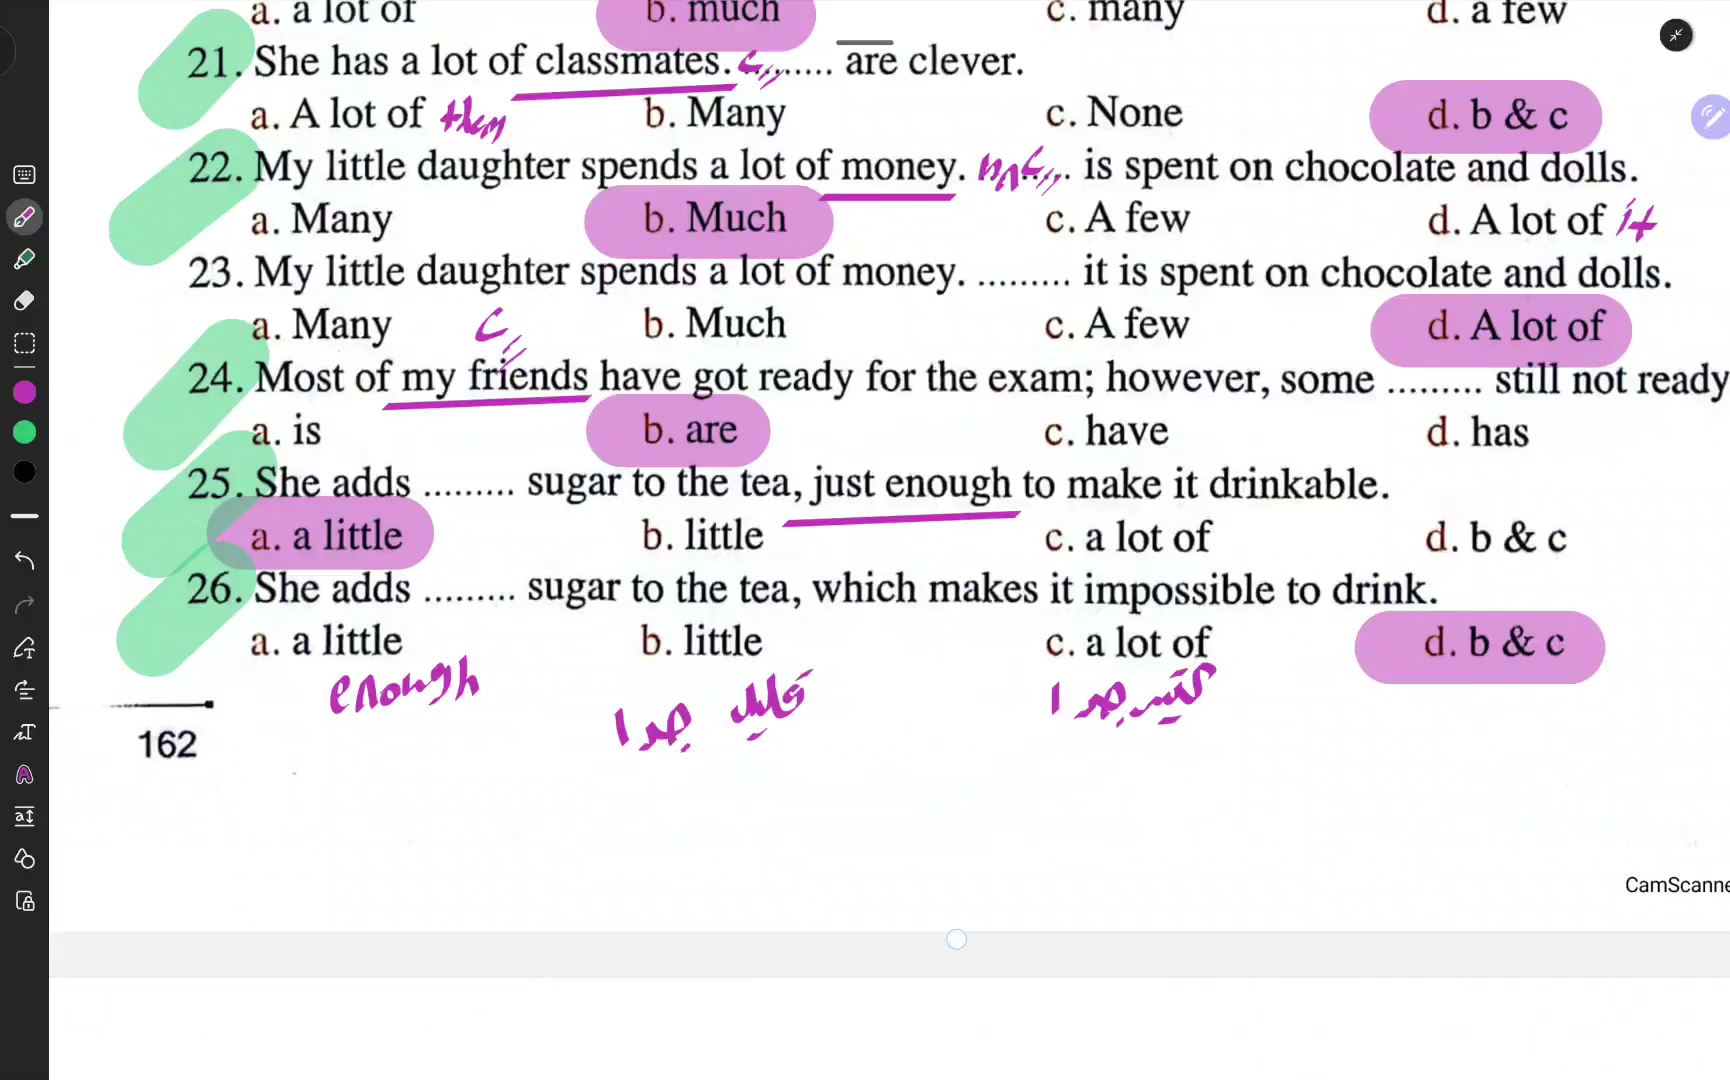 a. a lot of b. much c. many d. a few
21. She has a lot of classmates. ......... are clever.
a. A lot of them b. Many c. None d. b & c
22. My little daughter spends a lot of money. ......... is spent on chocolate and dolls.
a. Many b. Much c. A few d. A lot of it
23. My little daughter spends a lot of money. ......... it is spent on chocolate and dolls.
a. Many b. Much c. A few d. A lot of
24. Most of my friends have got ready for the exam; however, some ......... still not ready
a. is b. are c. have d. has
25. She adds ......... sugar to the tea, just enough to make it drinkable.
a. a little b. little c. a lot of d. b & c
26. She adds ......... sugar to the tea, which makes it impossible to drink.
a. a little b. little c. a lot of d. b & c
enough قليل جدا كتير جدا
162
CamScanne